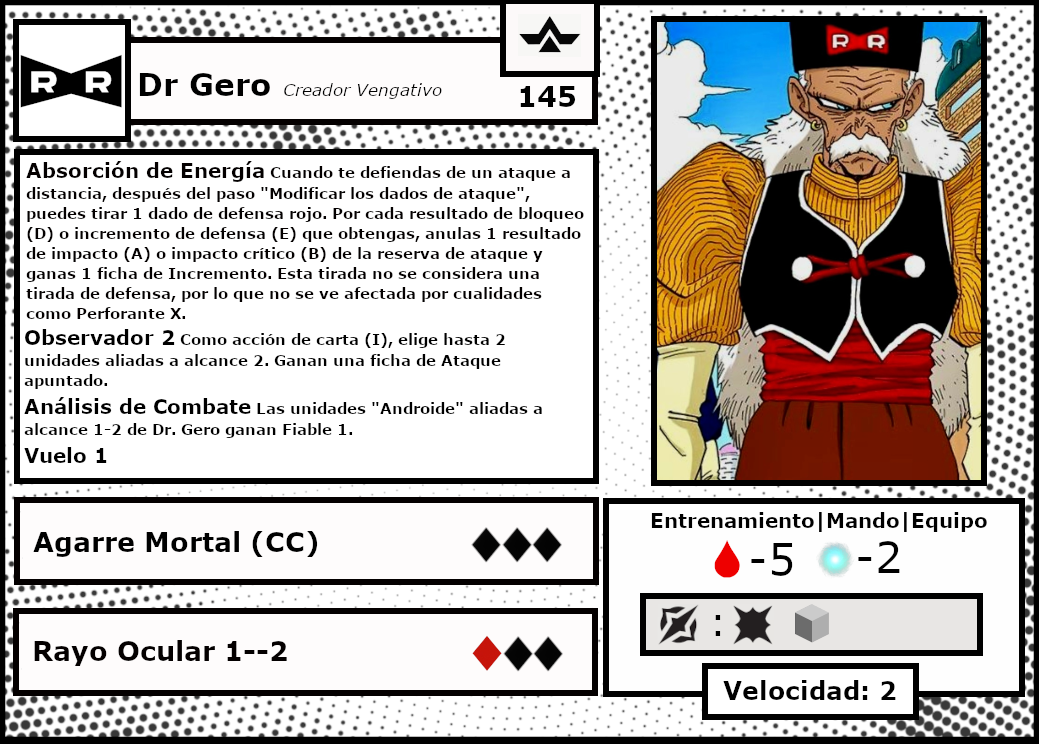 R R
Dr Gero Creador Vengativo
145
Absorción de Energía Cuando te defiendas de un ataque a
distancia, después del paso "Modificar los dados de ataque",
puedes tirar 1 dado de defensa rojo. Por cada resultado de bloqueo
(D) o incremento de defensa (E) que obtengas, anulas 1 resultado
de impacto (A) o impacto crítico (B) de la reserva de ataque y
ganas 1 ficha de Incremento. Esta tirada no se considera una
tirada de defensa, por lo que no se ve afectada por cualidades
como Perforante X.
Observador 2 Como acción de carta (I), elige hasta 2
unidades aliadas a alcance 2. Ganan una ficha de Ataque
apuntado.
Análisis de Combate Las unidades "Androide" aliadas a
alcance 1-2 de Dr. Gero ganan Fiable 1.
Vuelo 1
Agarre Mortal (CC)
Rayo Ocular 1--2
R R
Entrenamiento|Mando|Equipo
-5 -2
:
Velocidad: 2